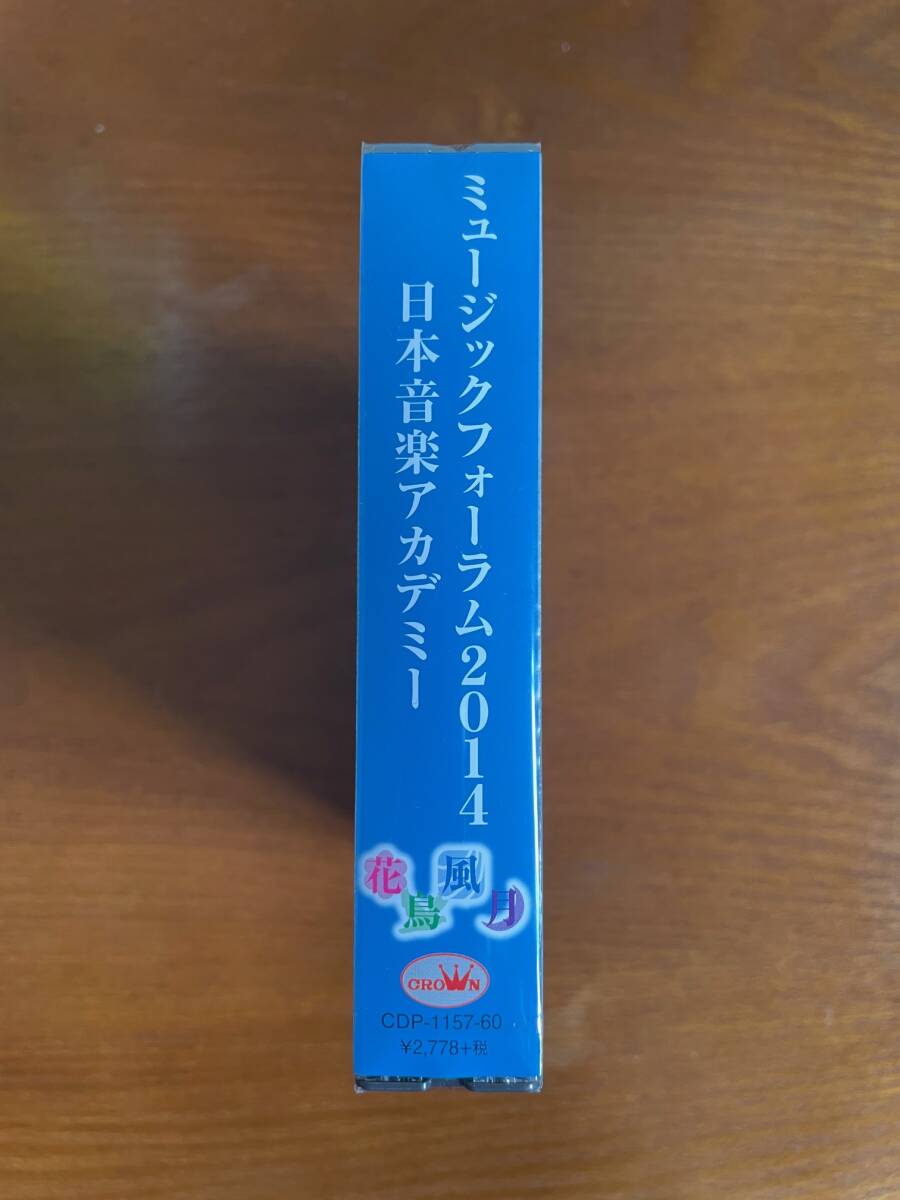 ミュージックフォーラム2014
日本音楽アカデミー
花鳥風月
CROWN
CDP-1157-60
¥2,778+税